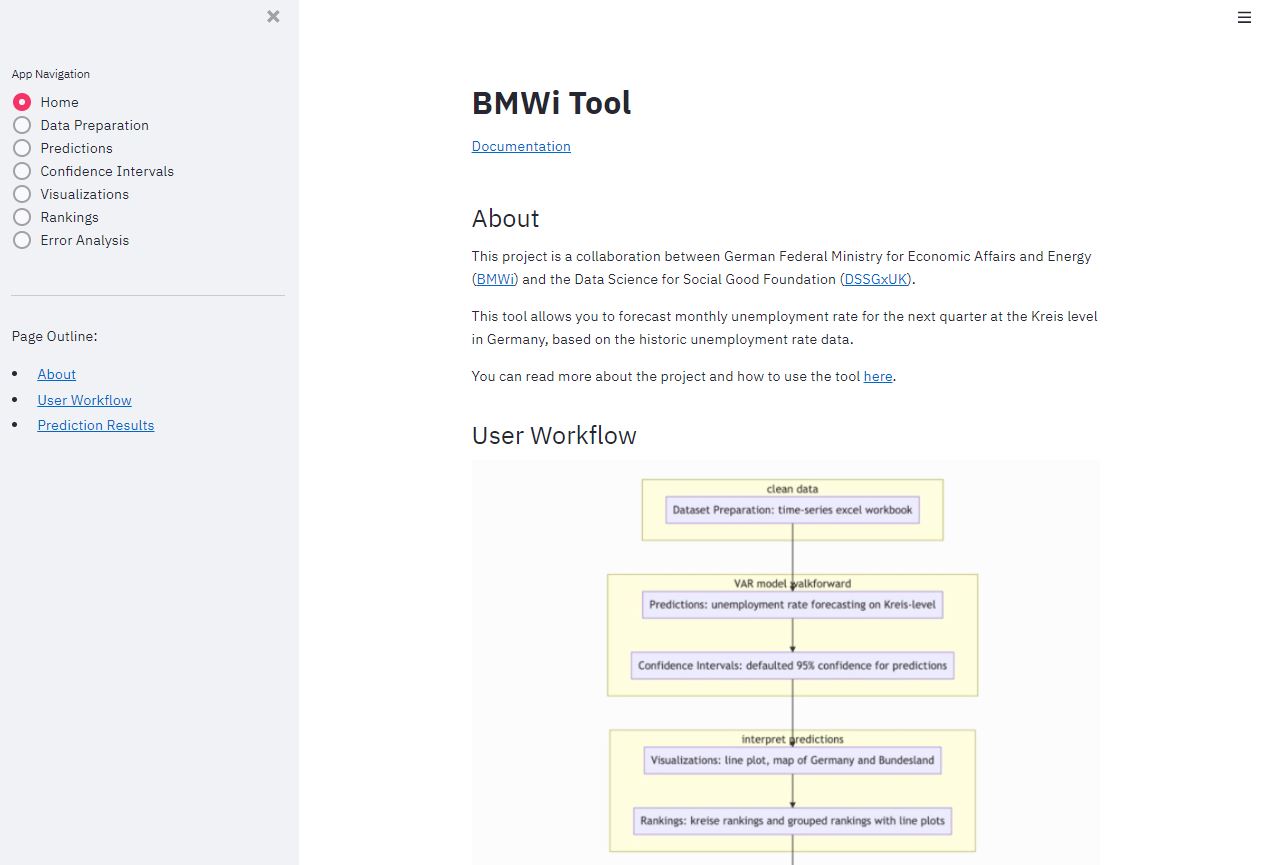 App Navigation
Home
Data Preparation
Predictions
Confidence Intervals
Visualizations
Rankings
Error Analysis
Page Outline:
About
User Workflow
Prediction Results
BMWi Tool
Documentation
About
This project is a collaboration between German Federal Ministry for Economic Affairs and Energy
(BMWi) and the Data Science for Social Good Foundation (DSSGxUK).
This tool allows you to forecast monthly unemployment rate for the next quarter at the Kreis level
in Germany, based on the historic unemployment rate data.
You can read more about the project and how to use the tool here.
User Workflow
clean data
Dataset Preparation: time-series excel workbook
VAR model walkforward
Predictions: unemployment rate forecasting on Kreis-level
Confidence Intervals: defaulted 95% confidence for predictions
interpret predictions
Visualizations: line plot, map of Germany and Bundesland
Rankings: kreise rankings and grouped rankings with line plots